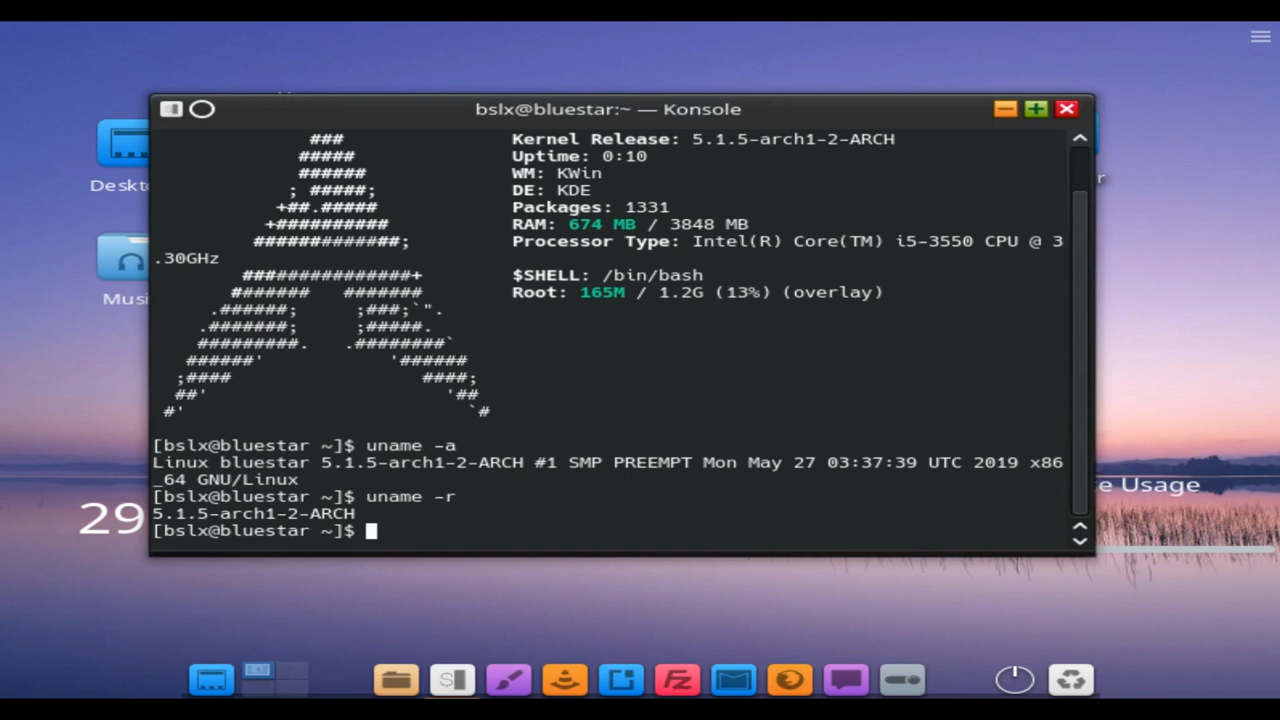 bslx@bluestar:~ — Konsole
### Kernel Release: 5.1.5-arch1-2-ARCH
##### Uptime: 0:10
###### WM: KWin
; #####; DE: KDE
+##.##### Packages: 1331
+########## RAM: 674 MB / 3848 MB
#############; Processor Type: Intel(R) Core(TM) i5-3550 CPU @ 3
.30GHz
###############+ $SHELL: /bin/bash
####### ####### Root: 165M / 1.2G (13%) (overlay)
.######; ;###;`".
.#######; ;#####.
#########. .########`
######' '######
;#### ####;
##' '##
#' `#
[bslx@bluestar ~]$ uname -a
Linux bluestar 5.1.5-arch1-2-ARCH #1 SMP PREEMPT Mon May 27 03:37:39 UTC 2019 x86
_64 GNU/Linux
[bslx@bluestar ~]$ uname -r
5.1.5-arch1-2-ARCH
[bslx@bluestar ~]$
Deskt
Musi
29
e Usage
r
S
FZ